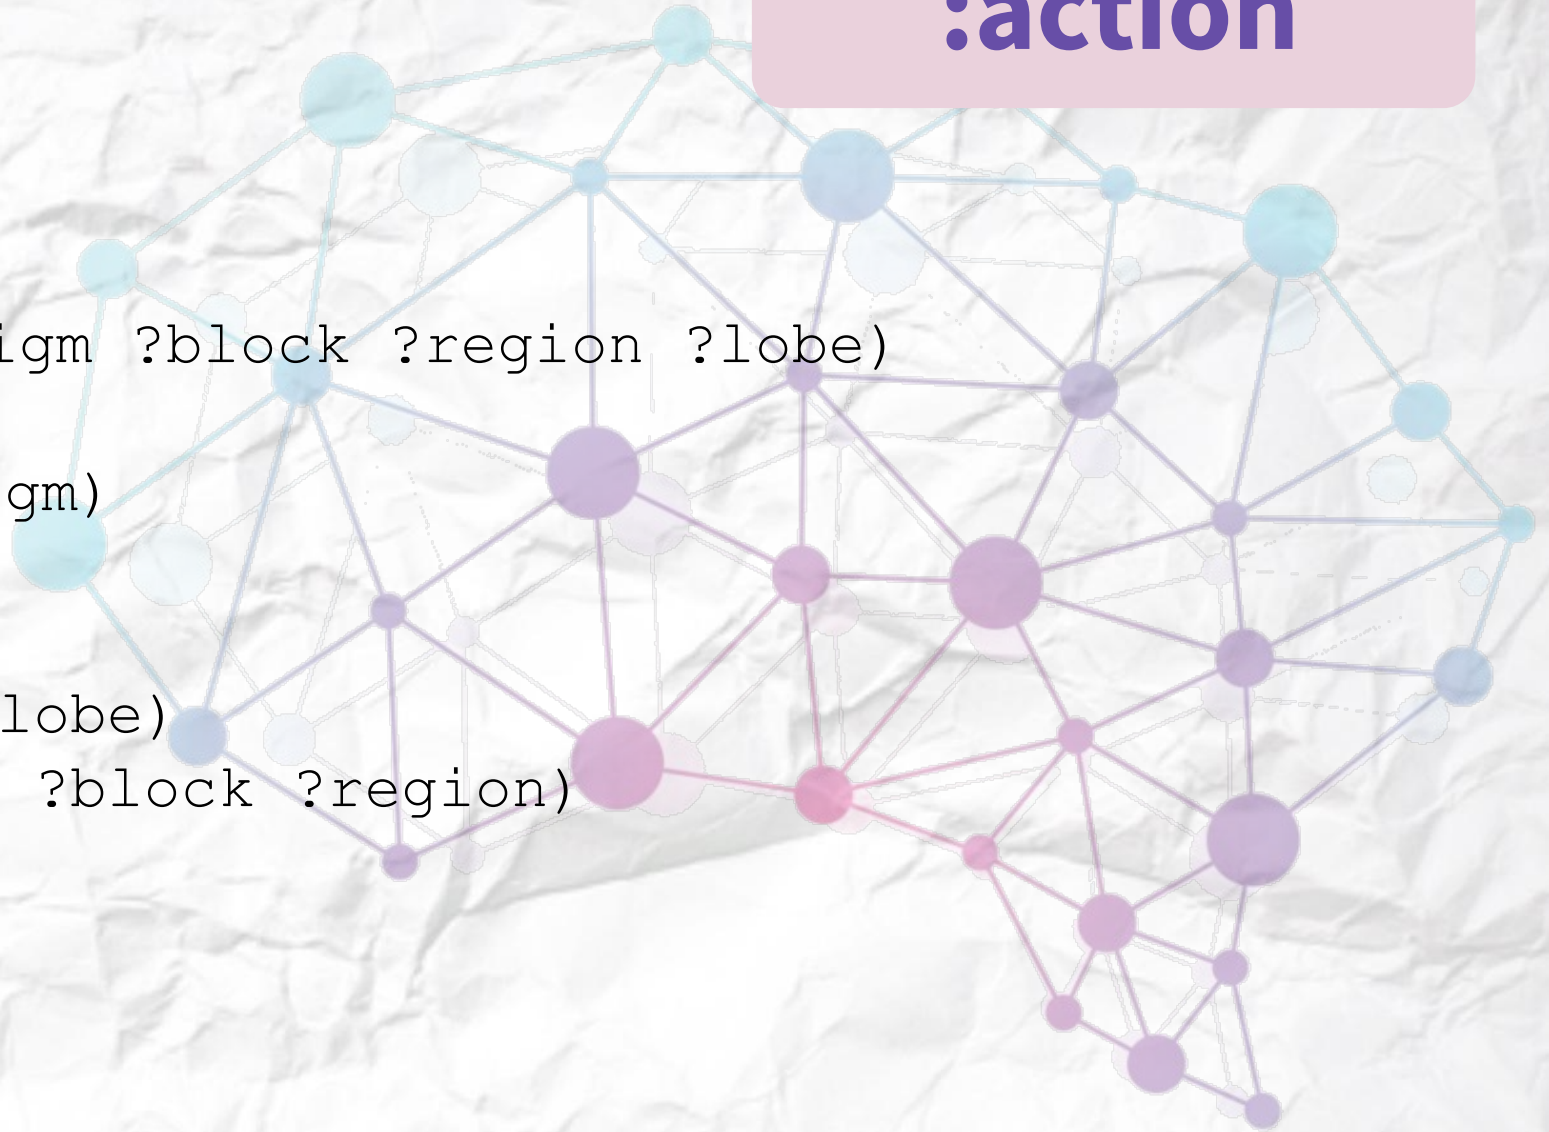 :action
igm ?block ?region ?lobe)
gm)
lobe)
?block ?region)